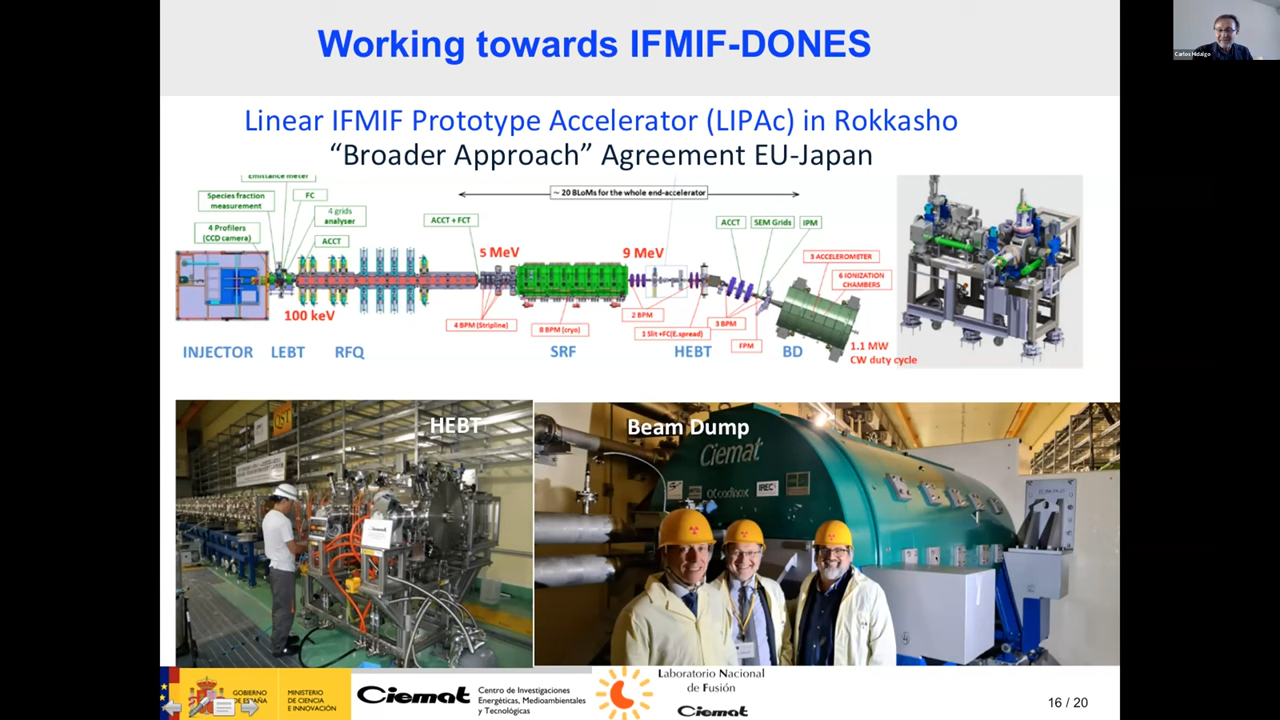 Working towards IFMIF-DONES
Carlos Hidalgo
Linear IFMIF Prototype Accelerator (LIPAc) in Rokkasho
“Broader Approach” Agreement EU-Japan
Emittance meter
Species fraction
measurement
FC
4 grids
analyser
4 Profilers
(CCD camera)
ACCT
ACCT + FCT
~ 20 BLoMs for the whole end-accelerator
ACCT
SEM Grids
IPM
5 MeV
9 MeV
3 ACCELEROMETER
6 IONIZATION
CHAMBERS
100 keV
4 BPM (Stripline)
8 BPM (cryo)
2 BPM
1 Slit +FC(E.spread)
3 BPM
FPM
1.1 MW
CW duty cycle
INJECTOR
LEBT
RFQ
SRF
HEBT
BD
HEBT
QST
Ciemat
Beam Dump
Ciemat
IREC
GOBIERNO
DE ESPAÑA
MINISTERIO
DE CIENCIA
E INNOVACIÓN
Ciemat
Centro de Investigaciones
Energéticas, Medioambientales
y Tecnológicas
Laboratorio Nacional
de Fusión
Ciemat
16 / 20